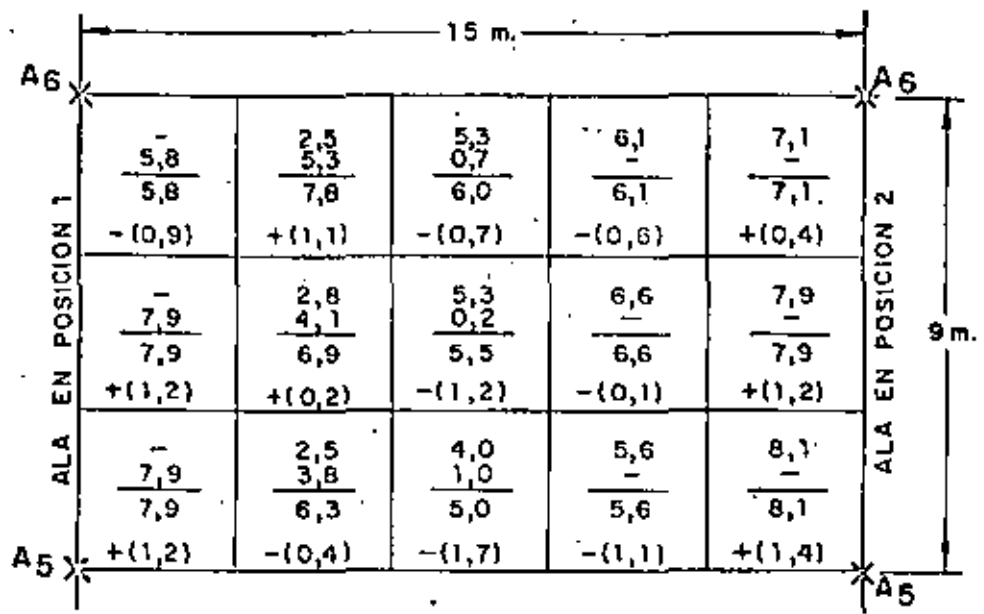 15 m.
A6 A6
- 2,5 5,3 6,1 7,1
5,8 5,3 0,7 - -
5,8 7,8 6,0 6,1 7,1
-(0,9) +(1,1) -(0,7) -(0,6) +(0,4)
- 2,8 5,3 6,6 7,9
7,9 4,1 0,2 - -
7,9 6,9 5,5 6,6 7,9
+(1,2) +(0,2) -(1,2) -(0,1) +(1,2)
- 2,5 4,0 5,6 8,1
7,9 3,8 1,0 - -
7,9 6,3 5,0 5,6 8,1
+(1,2) -(0,4) -(1,7) -(1,1) +(1,4)
A5 A5
ALA EN POSICION 1
ALA EN POSICION 2
9 m.